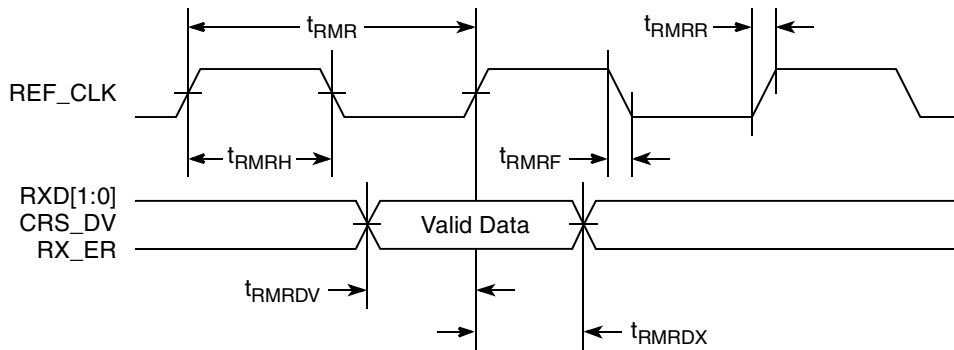 tRMR
tRMRR
REF_CLK
tRMRH
tRMRF
RXD[1:0]
CRS_DV
Valid Data
RX_ER
tRMRDV
tRMRDX